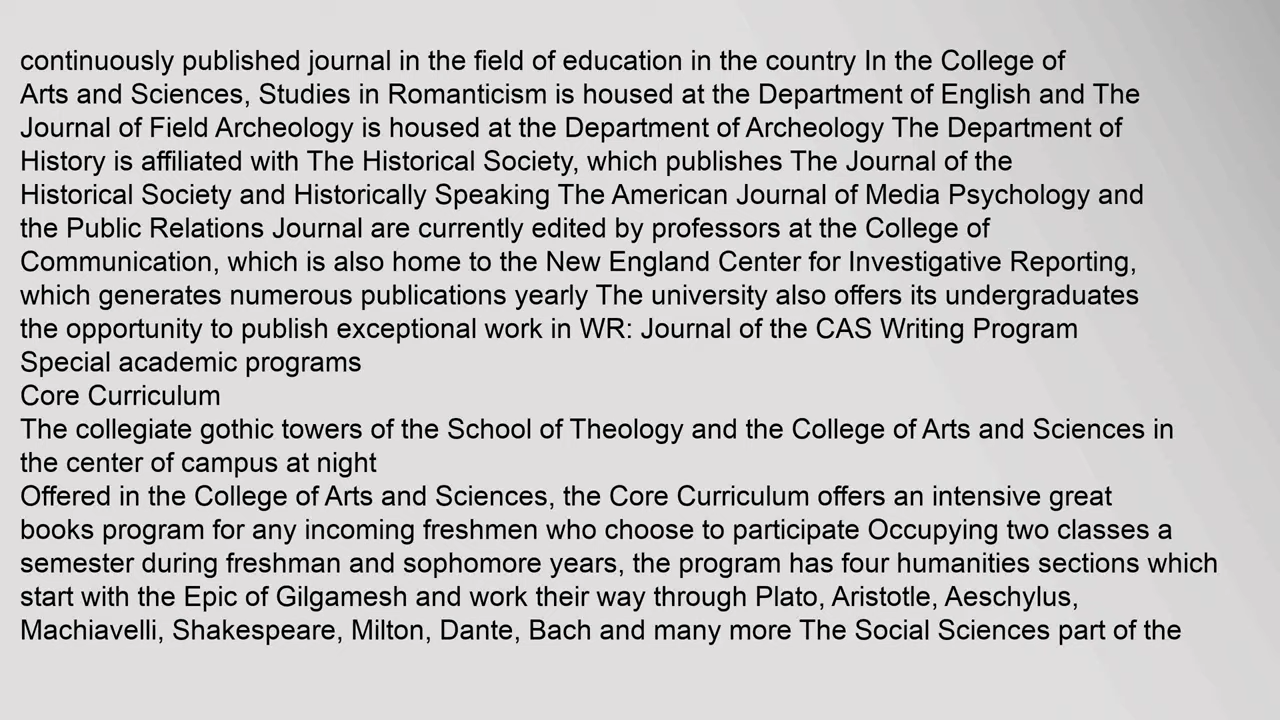 continuously published journal in the field of education in the country In the College of
Arts and Sciences, Studies in Romanticism is housed at the Department of English and The
Journal of Field Archeology is housed at the Department of Archeology The Department of
History is affiliated with The Historical Society, which publishes The Journal of the
Historical Society and Historically Speaking The American Journal of Media Psychology and
the Public Relations Journal are currently edited by professors at the College of
Communication, which is also home to the New England Center for Investigative Reporting,
which generates numerous publications yearly The university also offers its undergraduates
the opportunity to publish exceptional work in WR: Journal of the CAS Writing Program
Special academic programs
Core Curriculum
The collegiate gothic towers of the School of Theology and the College of Arts and Sciences in
the center of campus at night
Offered in the College of Arts and Sciences, the Core Curriculum offers an intensive great
books program for any incoming freshmen who choose to participate Occupying two classes a
semester during freshman and sophomore years, the program has four humanities sections which
start with the Epic of Gilgamesh and work their way through Plato, Aristotle, Aeschylus,
Machiavelli, Shakespeare, Milton, Dante, Bach and many more The Social Sciences part of the